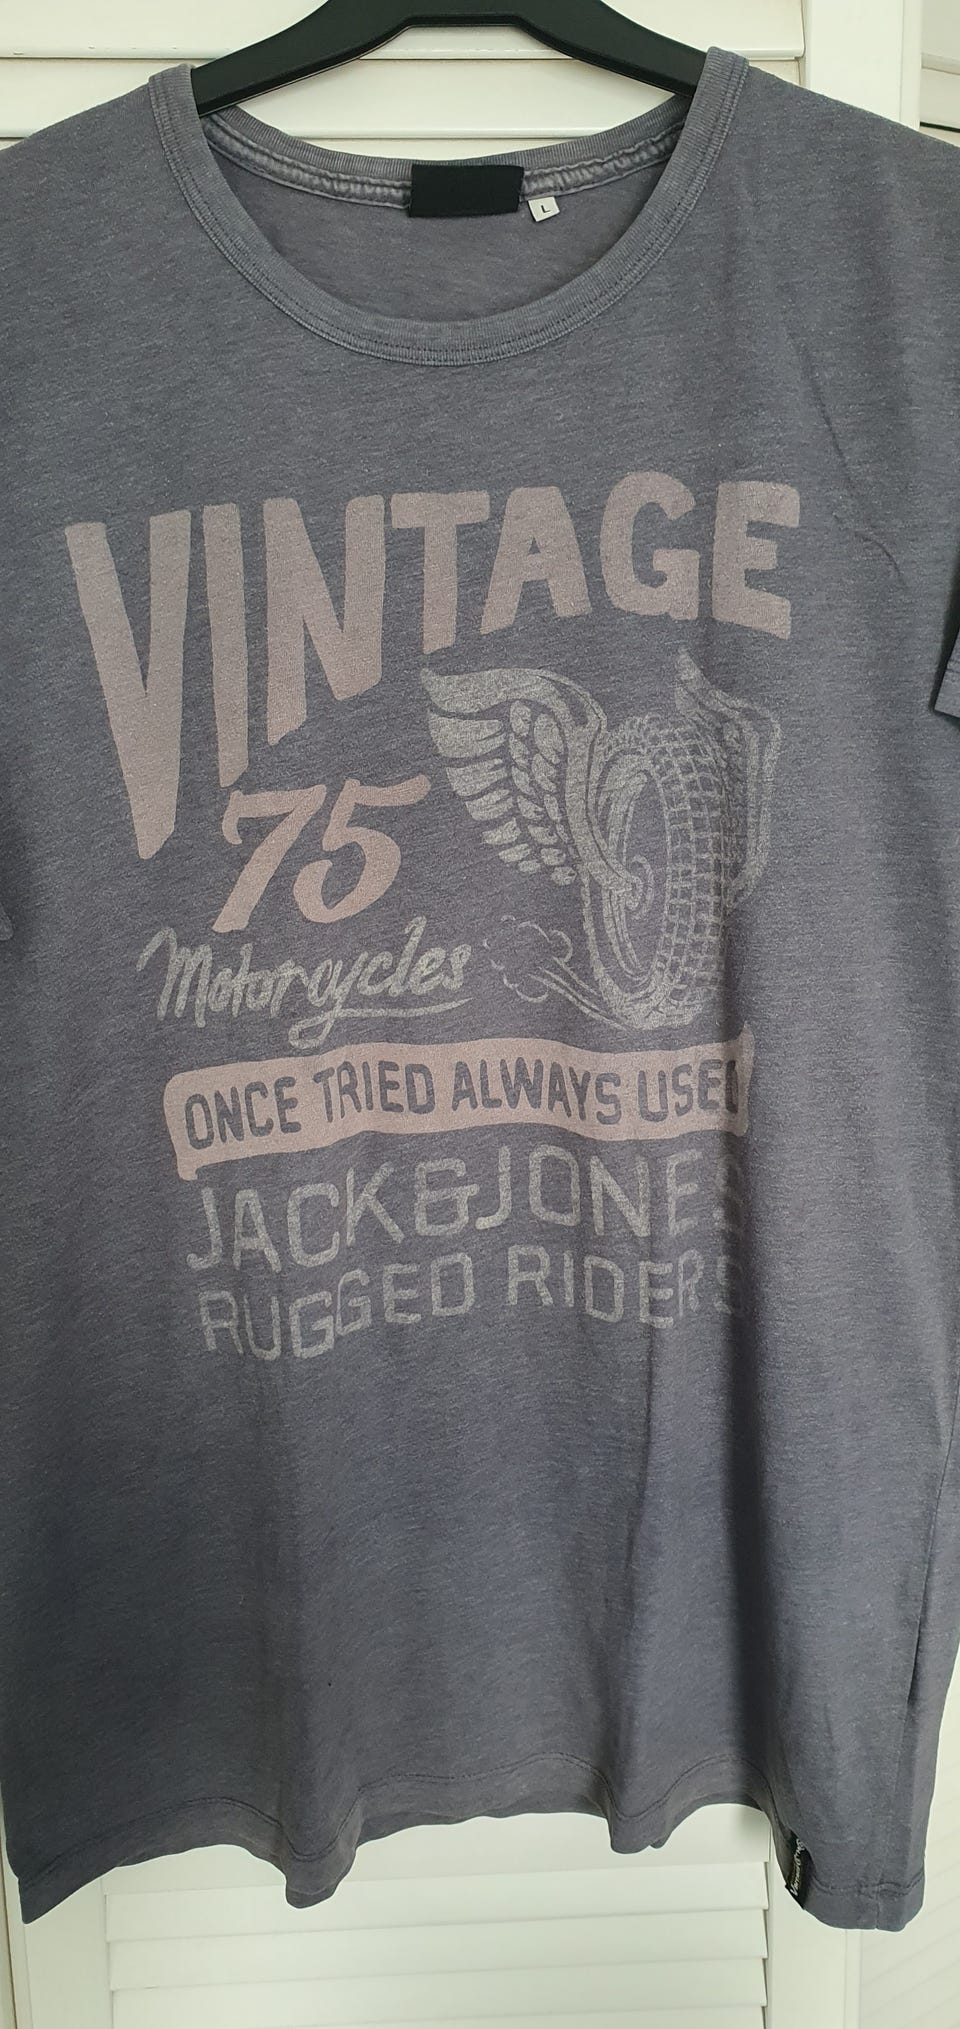 L
VINTAGE
75
Motorcycles
ONCE TRIED ALWAYS USED
JACK&JONES
RUGGED RIDERS